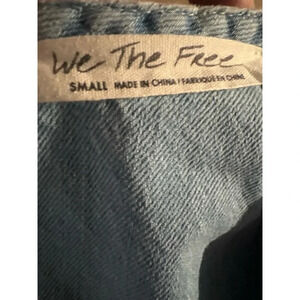 We The Free
SMALL MADE IN CHINA / FABRIQUÉ EN CHINE